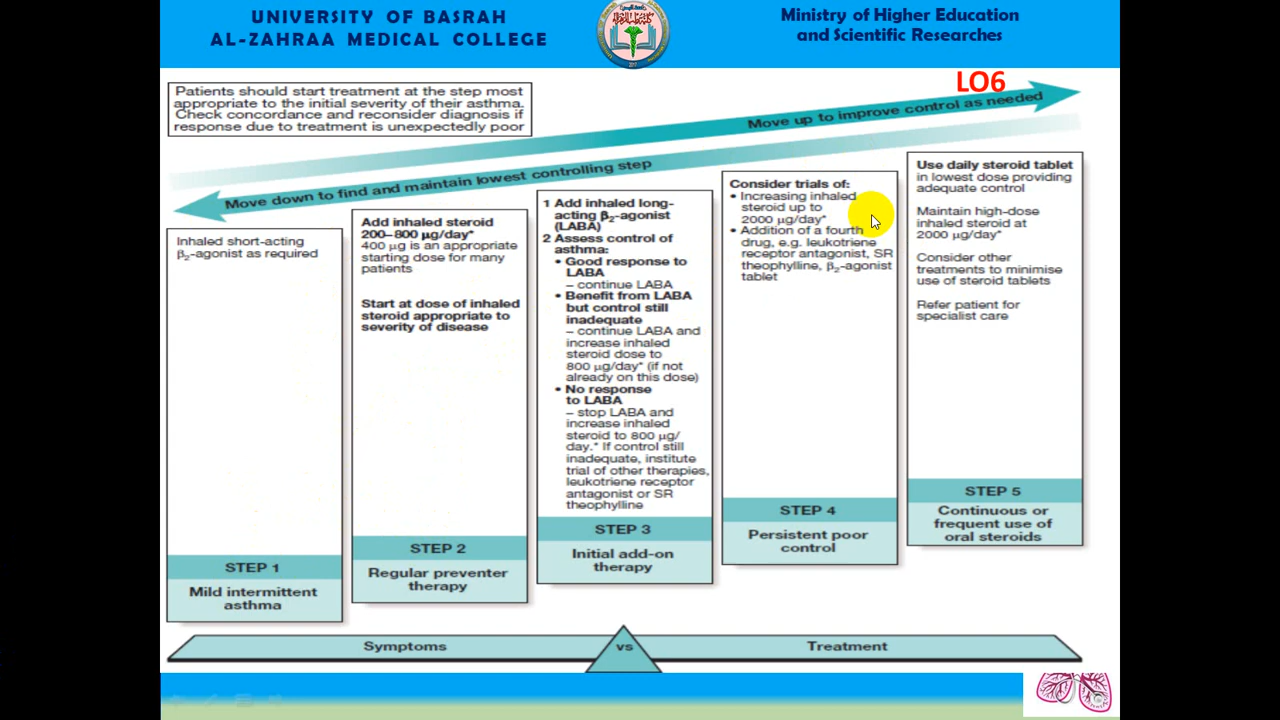 UNIVERSITY OF BASRAH
AL-ZAHRAA MEDICAL COLLEGE
Ministry of Higher Education
and Scientific Researches
LO6
Patients should start treatment at the step most
appropriate to the initial severity of their asthma.
Check concordance and reconsider diagnosis if
response due to treatment is unexpectedly poor
Move up to improve control as needed
Move down to find and maintain lowest controlling step
Inhaled short-acting
β2-agonist as required
STEP 1
Mild intermittent
asthma
Add inhaled steroid
200–800 μg/day*
400 μg is an appropriate
starting dose for many
patients
Start at dose of inhaled
steroid appropriate to
severity of disease
STEP 2
Regular preventer
therapy
1 Add inhaled long-
acting β2-agonist
(LABA)
2 Assess control of
asthma:
• Good response to
LABA
– continue LABA
• Benefit from LABA
but control still
inadequate
– continue LABA and
increase inhaled
steroid dose to
800 μg/day* (if not
already on this dose)
• No response
to LABA
– stop LABA and
increase inhaled
steroid to 800 μg/
day.* If control still
inadequate, institute
trial of other therapies,
leukotriene receptor
antagonist or SR
theophylline
STEP 3
Initial add-on
therapy
Consider trials of:
• Increasing inhaled
steroid up to
2000 μg/day*
• Addition of a fourth
drug, e.g. leukotriene
receptor antagonist, SR
theophylline, β2-agonist
tablet
STEP 4
Persistent poor
control
Use daily steroid tablet
in lowest dose providing
adequate control
Maintain high-dose
inhaled steroid at
2000 μg/day*
Consider other
treatments to minimise
use of steroid tablets
Refer patient for
specialist care
STEP 5
Continuous or
frequent use of
oral steroids
Symptoms
vs
Treatment